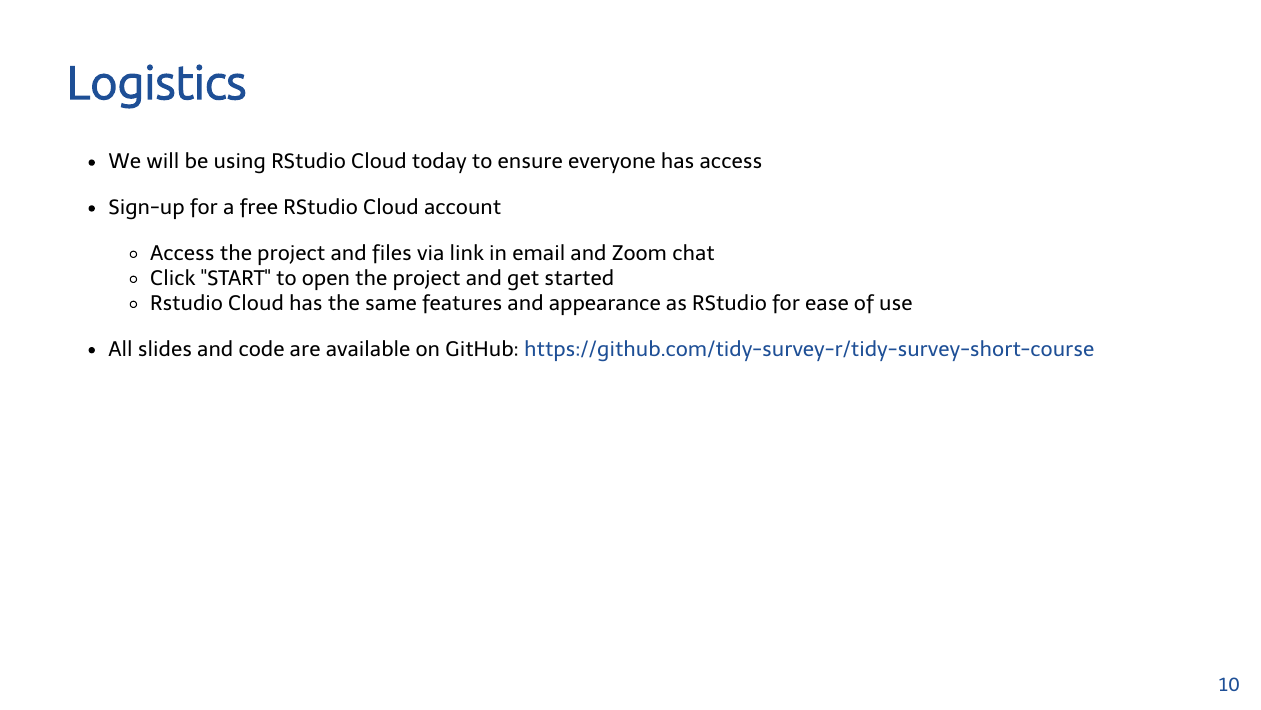 Logistics
• We will be using RStudio Cloud today to ensure everyone has access
• Sign-up for a free RStudio Cloud account
◦ Access the project and files via link in email and Zoom chat
◦ Click "START" to open the project and get started
◦ Rstudio Cloud has the same features and appearance as RStudio for ease of use
• All slides and code are available on GitHub: https://github.com/tidy-survey-r/tidy-survey-short-course
10